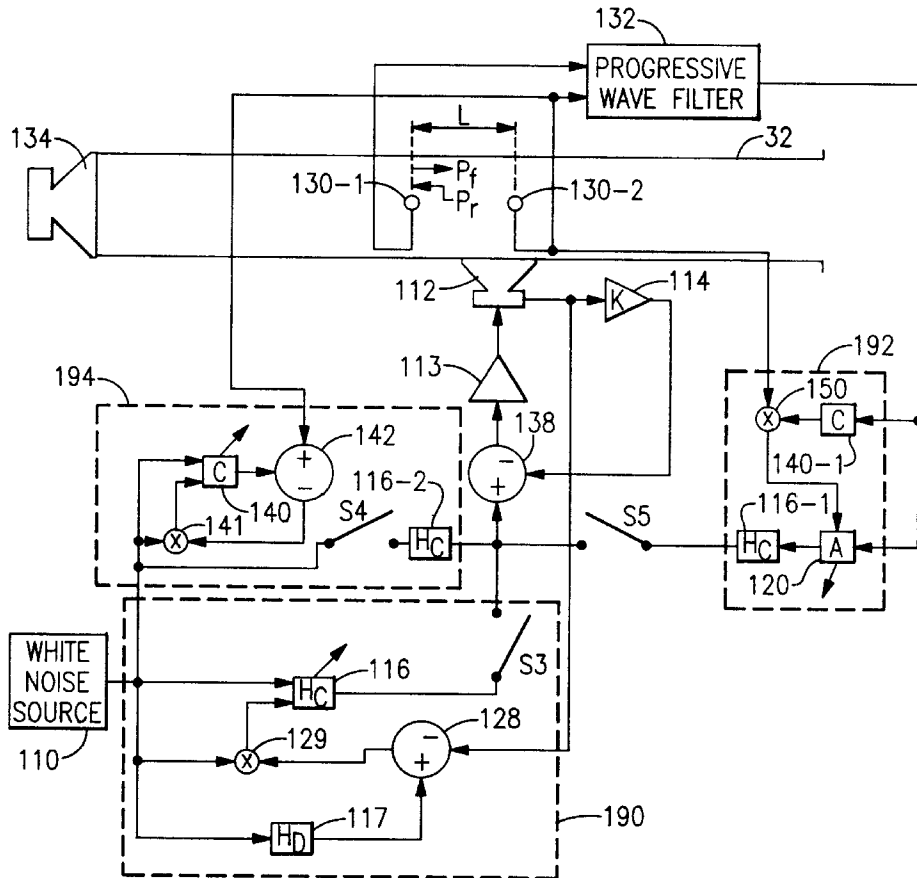 132
PROGRESSIVE
WAVE FILTER
L
134
32
Pf
130-1
130-2
Pr
112
K
114
113
192
194
150
X
C
142
+
−
138
−
+
140-1
C
116-2
116-1
141
140
S4
S5
X
HC
HC
A
120
WHITE
NOISE
SOURCE
110
116
HC
S3
128
−
+
129
X
117
HD
190